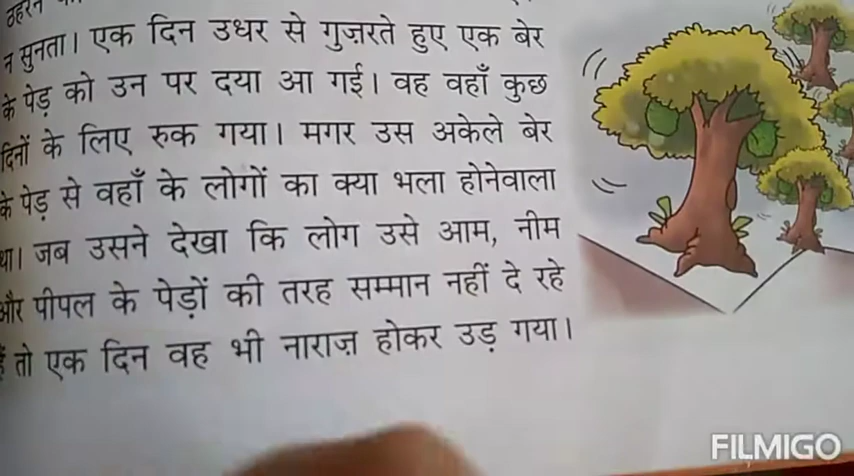 ठहरने
न सुनता। एक दिन उधर से गुज़रते हुए एक बेर
के पेड़ को उन पर दया आ गई। वह वहाँ कुछ
दिनों के लिए रुक गया। मगर उस अकेले बेर
के पेड़ से वहाँ के लोगों का क्या भला होनेवाला
था। जब उसने देखा कि लोग उसे आम, नीम
और पीपल के पेड़ों की तरह सम्मान नहीं दे रहे
हैं तो एक दिन वह भी नाराज़ होकर उड़ गया।
FILMIGO